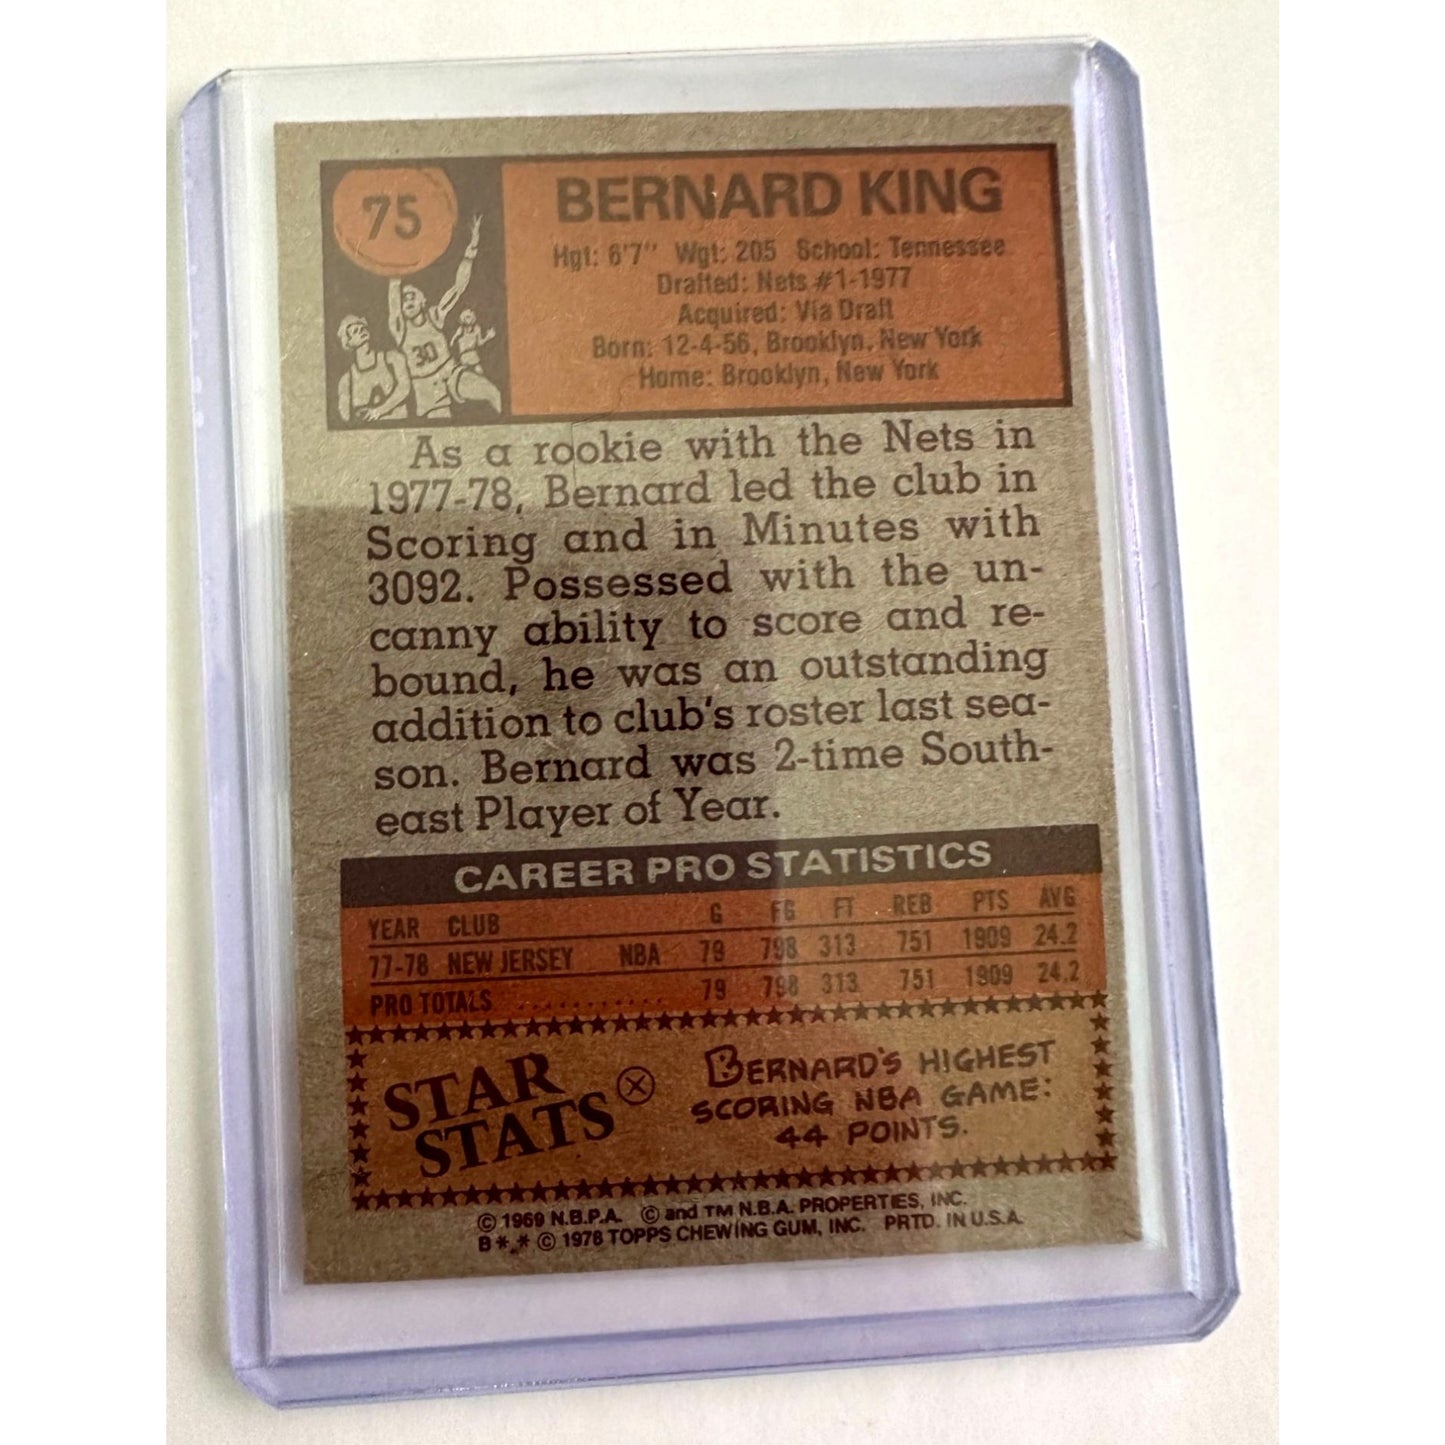 75
BERNARD KING
Hgt: 6'7" Wgt: 205 School: Tennessee
Drafted: Nets #1-1977
Acquired: Via Draft
Born: 12-4-56, Brooklyn, New York
Home: Brooklyn, New York
30
As a rookie with the Nets in
1977-78, Bernard led the club in
Scoring and in Minutes with
3092. Possessed with the un-
canny ability to score and re-
bound, he was an outstanding
addition to club's roster last sea-
son. Bernard was 2-time South-
east Player of Year.
CAREER PRO STATISTICS
YEAR CLUB G FG FT REB PTS AVG
77-78 NEW JERSEY NBA 79 798 313 751 1909 24.2
PRO TOTALS ............ 79 798 313 751 1909 24.2
STAR
STATS
BERNARD'S HIGHEST
SCORING NBA GAME:
44 POINTS.
© 1969 N.B.P.A. © and TM N.B.A. PROPERTIES, INC.
B*.* © 1978 TOPPS CHEWING GUM, INC. PRTD. IN U.S.A.